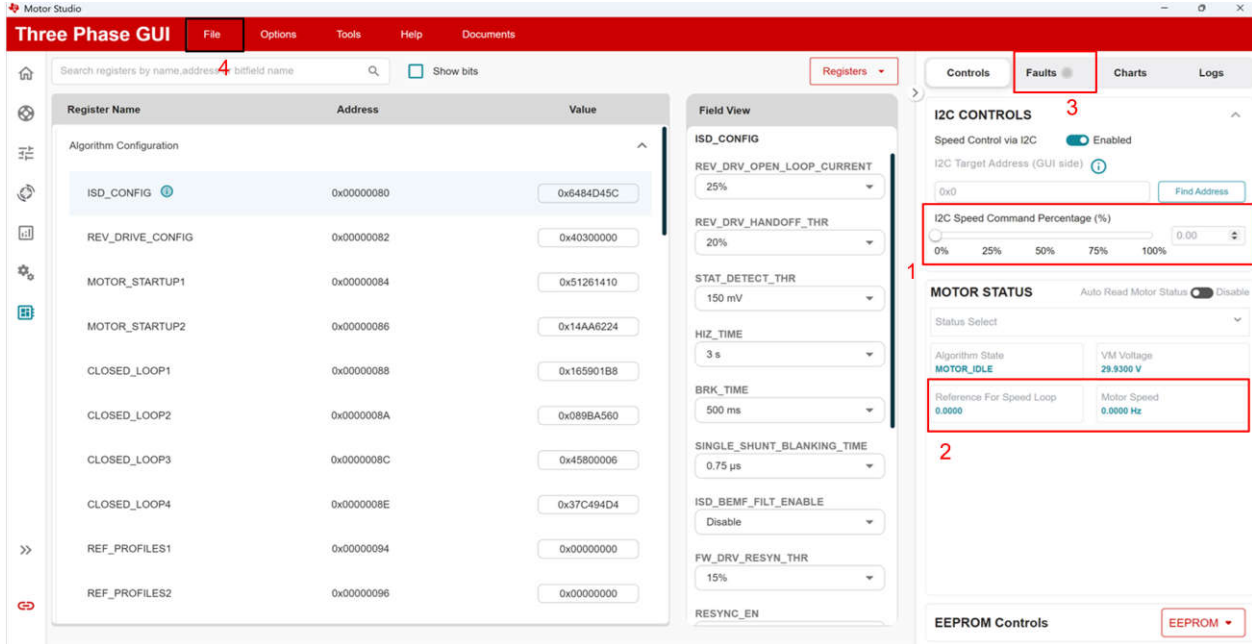 Motor Studio
Three Phase GUI File Options Tools Help Documents
4
Search registers by name,address or bitfield name Show bits Registers
Register Name Address Value
Algorithm Configuration
ISD_CONFIG 0x00000080 0x6484D45C
REV_DRIVE_CONFIG 0x00000082 0x40300000
MOTOR_STARTUP1 0x00000084 0x51261410
MOTOR_STARTUP2 0x00000086 0x14AA6224
CLOSED_LOOP1 0x00000088 0x165901B8
CLOSED_LOOP2 0x0000008A 0x089BA560
CLOSED_LOOP3 0x0000008C 0x45800006
CLOSED_LOOP4 0x0000008E 0x37C494D4
REF_PROFILES1 0x00000094 0x00000000
REF_PROFILES2 0x00000096 0x00000000
Field View
ISD_CONFIG
REV_DRV_OPEN_LOOP_CURRENT
25%
REV_DRV_HANDOFF_THR
20%
STAT_DETECT_THR
150 mV
HIZ_TIME
3 s
BRK_TIME
500 ms
SINGLE_SHUNT_BLANKING_TIME
0.75 µs
ISD_BEMF_FILT_ENABLE
Disable
FW_DRV_RESYN_THR
15%
RESYNC_EN
Controls Faults Charts Logs
3
I2C CONTROLS
Speed Control via I2C Enabled
I2C Target Address (GUI side)
0x0 Find Address
I2C Speed Command Percentage (%)
0.00
0% 25% 50% 75% 100%
1
MOTOR STATUS Auto Read Motor Status Disable
Status Select
Algorithm State VM Voltage
MOTOR_IDLE 29.9300 V
Reference For Speed Loop Motor Speed
0.0000 0.0000 Hz
2
EEPROM Controls EEPROM